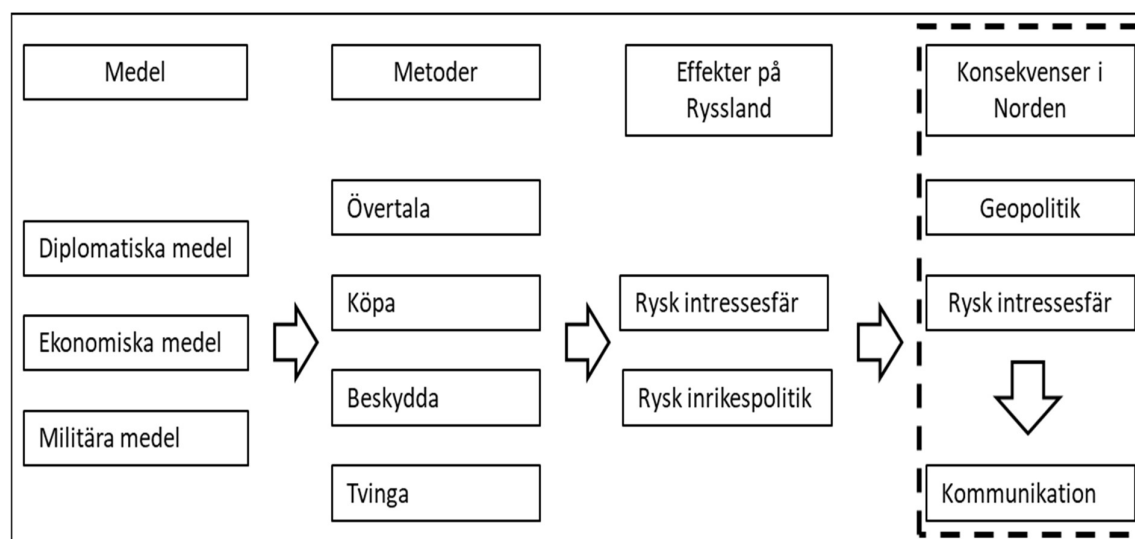 Medel
Metoder
Effekter på
Ryssland
Konsekvenser i
Norden
Diplomatiska medel
Ekonomiska medel
Militära medel
Övertala
Köpa
Beskydda
Tvinga
Rysk intressesfär
Rysk inrikespolitik
Geopolitik
Rysk intressesfär
Kommunikation